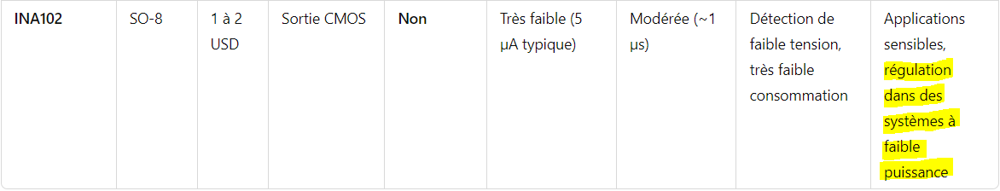 INA102
SO-8
1 à 2
USD
Sortie CMOS
Non
Très faible (5
µA typique)
Modérée (~1
µs)
Détection de
faible tension,
très faible
consommation
Applications
sensibles,
régulation
dans des
systèmes à
faible
puissance